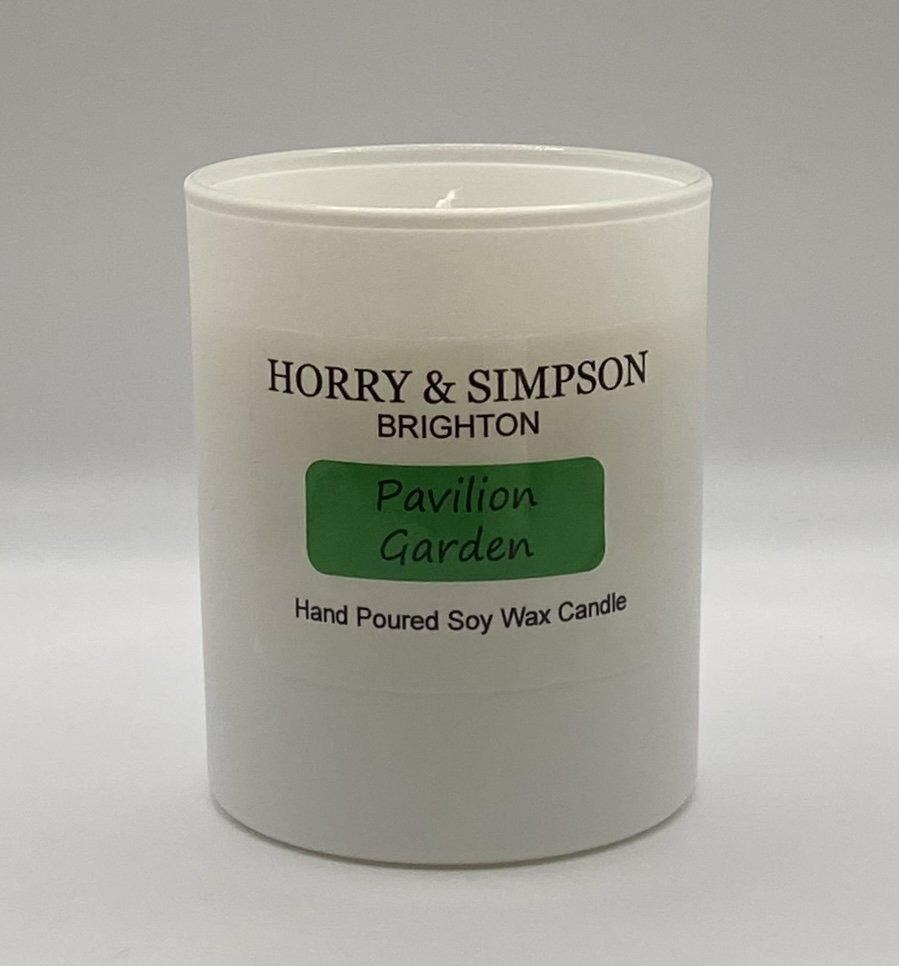 HORRY & SIMPSON
BRIGHTON
Pavilion
Garden
Hand Poured Soy Wax Candle